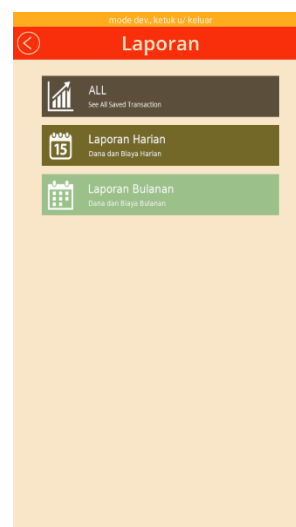 mode dev., ketuk u/ keluar
Laporan
ALL
See All Saved Transaction
15
Laporan Harian
Dana dan Biaya Harian
Laporan Bulanan
Dana dan Biaya Bulanan